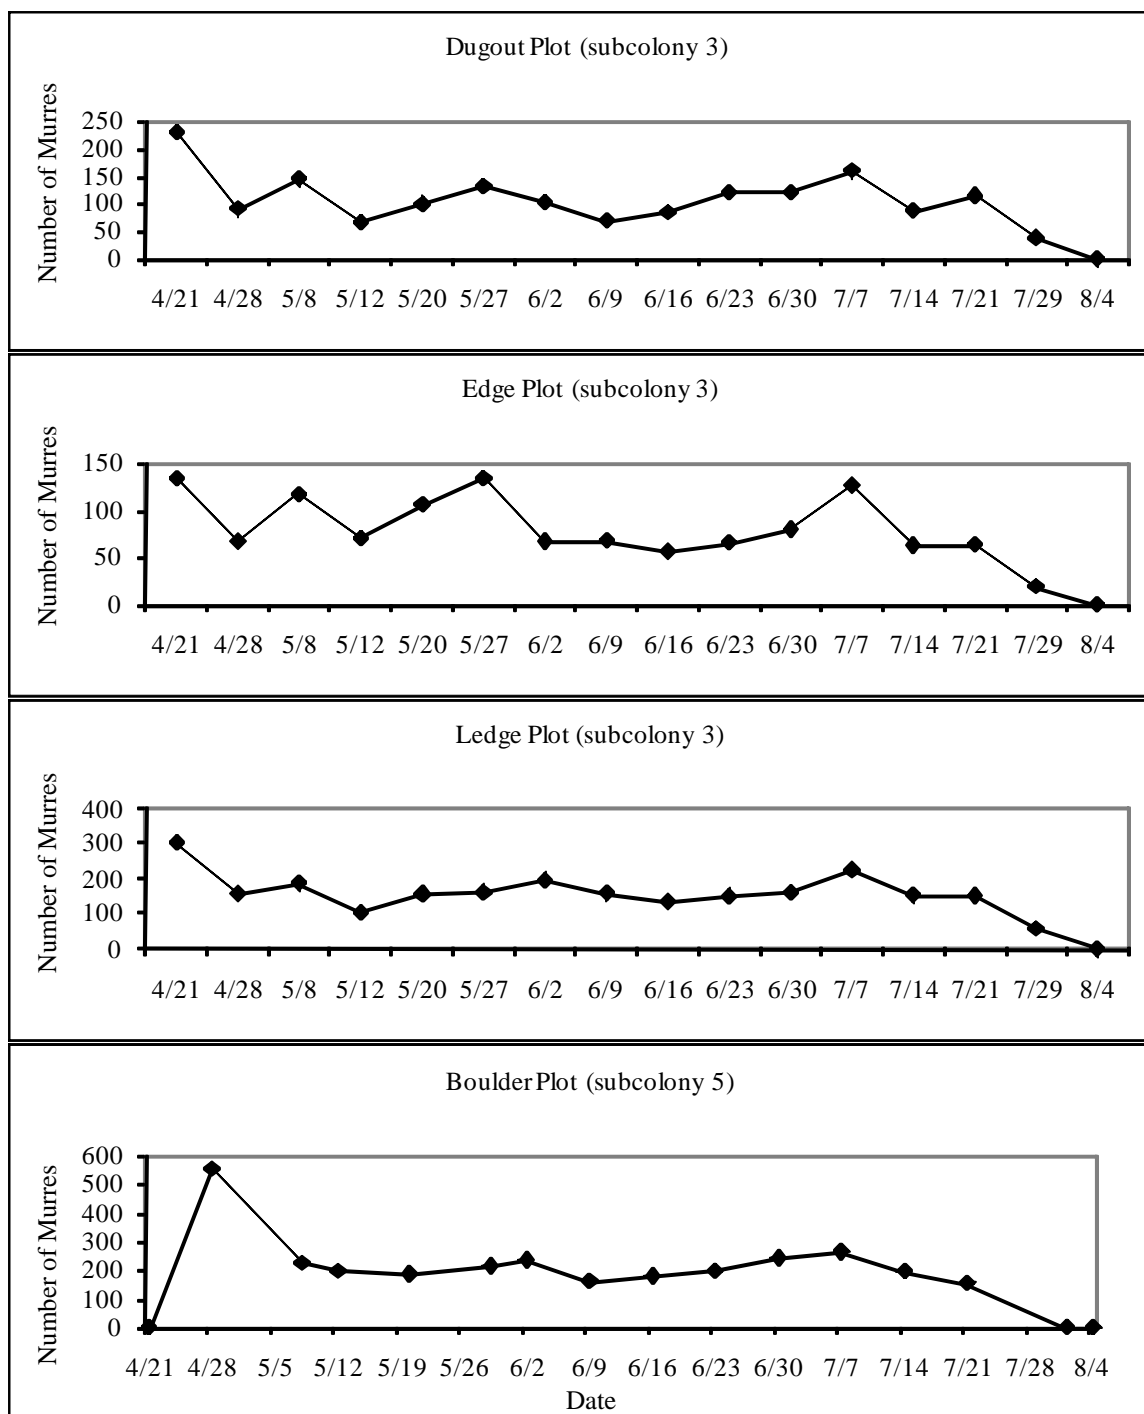 Dugout Plot (subcolony 3)
Number of Murres
250
200
150
100
50
0
4/21 4/28 5/8 5/12 5/20 5/27 6/2 6/9 6/16 6/23 6/30 7/7 7/14 7/21 7/29 8/4
Edge Plot (subcolony 3)
Number of Murres
150
100
50
0
4/21 4/28 5/8 5/12 5/20 5/27 6/2 6/9 6/16 6/23 6/30 7/7 7/14 7/21 7/29 8/4
Ledge Plot (subcolony 3)
Number of Murres
400
300
200
100
0
4/21 4/28 5/8 5/12 5/20 5/27 6/2 6/9 6/16 6/23 6/30 7/7 7/14 7/21 7/29 8/4
Boulder Plot (subcolony 5)
Number of Murres
600
500
400
300
200
100
0
4/21 4/28 5/5 5/12 5/19 5/26 6/2 6/9 6/16 6/23 6/30 7/7 7/14 7/21 7/28 8/4
Date